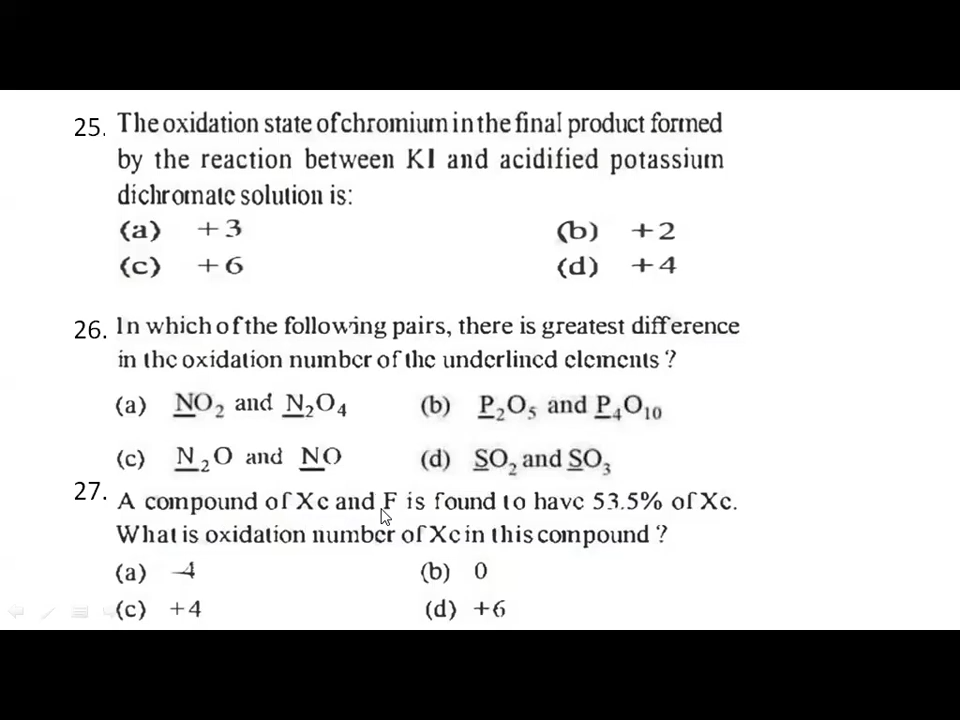 25. The oxidation state of chromium in the final product formed
by the reaction between KI and acidified potassium
dichromate solution is:
(a) +3 (b) +2
(c) +6 (d) +4
26. In which of the following pairs, there is greatest difference
in the oxidation number of the underlined elements ?
(a) NO₂ and N₂O₄ (b) P₂O₅ and P₄O₁₀
(c) N₂O and NO (d) SO₂ and SO₃
27. A compound of Xe and F is found to have 53.5% of Xe.
What is oxidation number of Xe in this compound ?
(a) –4 (b) 0
(c) +4 (d) +6